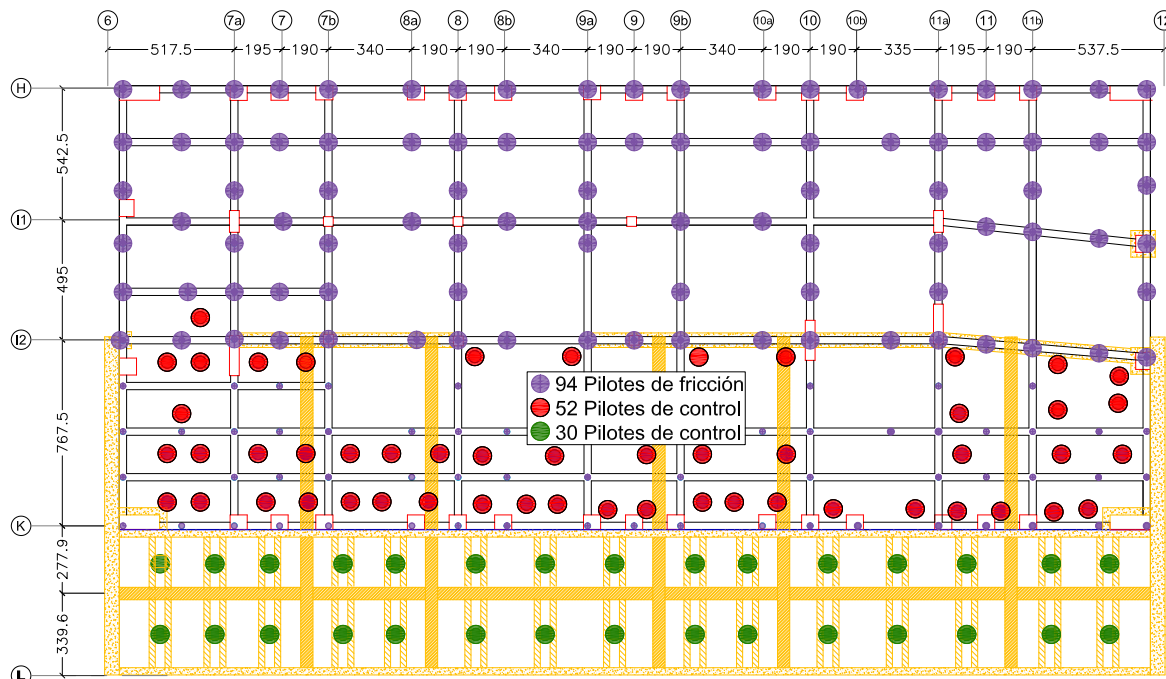 6 7a 7 7b 8a 8 8b 9a 9 9b 10a 10 10b 11a 11 11b 12
517.5 195 190 340 190 190 340 190 190 340 190 190 335 195 190 537.5
H
542.5
I1
495
I2
94 Pilotes de fricción
52 Pilotes de control
30 Pilotes de control
767.5
K
277.9
339.6
L